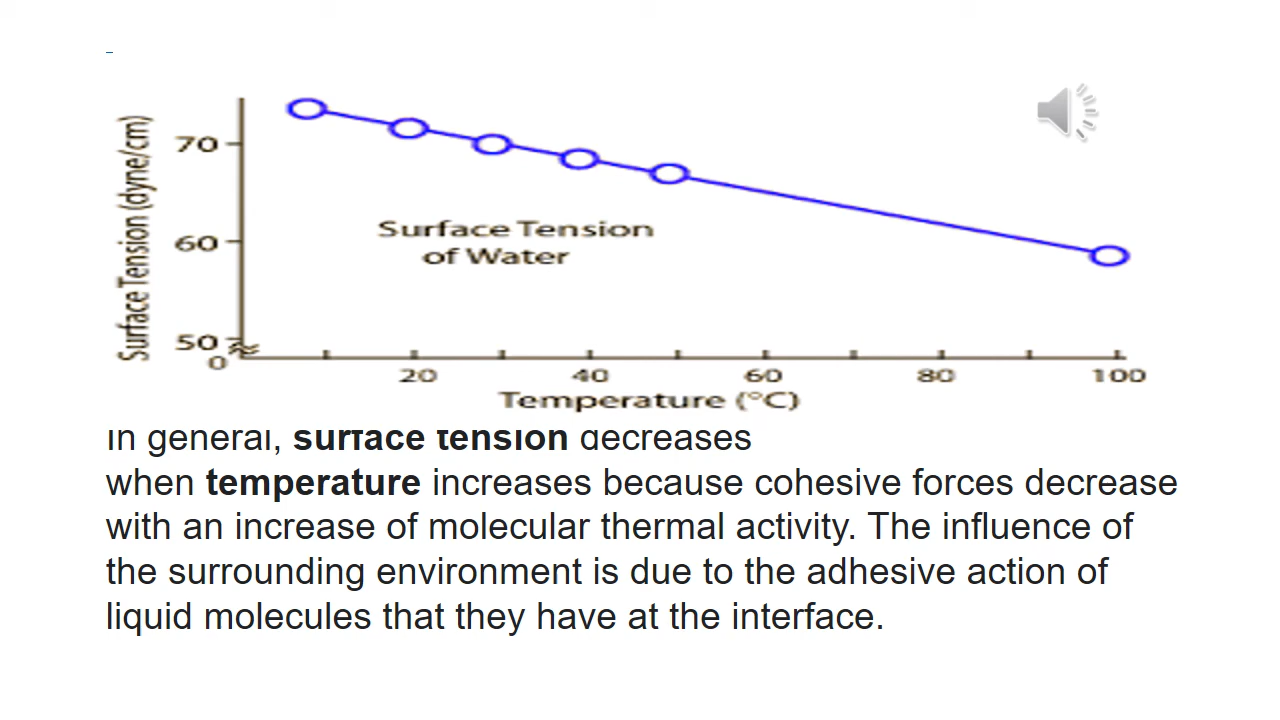 70
60
50
0
Surface Tension (dyne/cm)
Surface Tension
of Water
20 40 60 80 100
Temperature (°C)
In general, surface tension decreases
when temperature increases because cohesive forces decrease
with an increase of molecular thermal activity. The influence of
the surrounding environment is due to the adhesive action of
liquid molecules that they have at the interface.